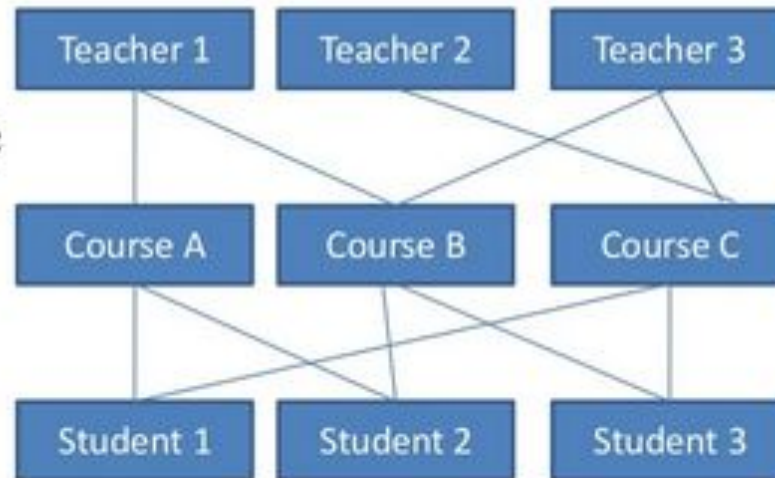 Teacher 1 Teacher 2 Teacher 3
Course A Course B Course C
Student 1 Student 2 Student 3